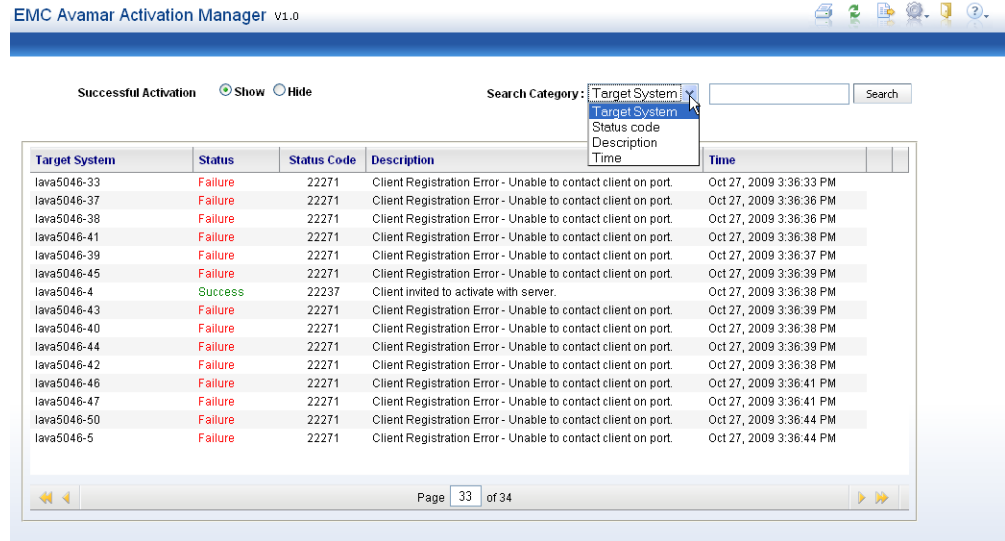 EMC Avamar Activation Manager V1.0
Successful Activation Show Hide Search Category: Target System Search
Target System
Status code
Description
Time
Target System Status Status Code Description Time
lava5046-33 Failure 22271 Client Registration Error - Unable to contact client on port. Oct 27, 2009 3:36:33 PM
lava5046-37 Failure 22271 Client Registration Error - Unable to contact client on port. Oct 27, 2009 3:36:36 PM
lava5046-38 Failure 22271 Client Registration Error - Unable to contact client on port. Oct 27, 2009 3:36:36 PM
lava5046-41 Failure 22271 Client Registration Error - Unable to contact client on port. Oct 27, 2009 3:36:38 PM
lava5046-39 Failure 22271 Client Registration Error - Unable to contact client on port. Oct 27, 2009 3:36:37 PM
lava5046-45 Failure 22271 Client Registration Error - Unable to contact client on port. Oct 27, 2009 3:36:39 PM
lava5046-4 Success 22237 Client invited to activate with server. Oct 27, 2009 3:36:38 PM
lava5046-43 Failure 22271 Client Registration Error - Unable to contact client on port. Oct 27, 2009 3:36:39 PM
lava5046-40 Failure 22271 Client Registration Error - Unable to contact client on port. Oct 27, 2009 3:36:38 PM
lava5046-44 Failure 22271 Client Registration Error - Unable to contact client on port. Oct 27, 2009 3:36:39 PM
lava5046-42 Failure 22271 Client Registration Error - Unable to contact client on port. Oct 27, 2009 3:36:38 PM
lava5046-46 Failure 22271 Client Registration Error - Unable to contact client on port. Oct 27, 2009 3:36:41 PM
lava5046-47 Failure 22271 Client Registration Error - Unable to contact client on port. Oct 27, 2009 3:36:41 PM
lava5046-50 Failure 22271 Client Registration Error - Unable to contact client on port. Oct 27, 2009 3:36:44 PM
lava5046-5 Failure 22271 Client Registration Error - Unable to contact client on port. Oct 27, 2009 3:36:44 PM
Page 33 of 34